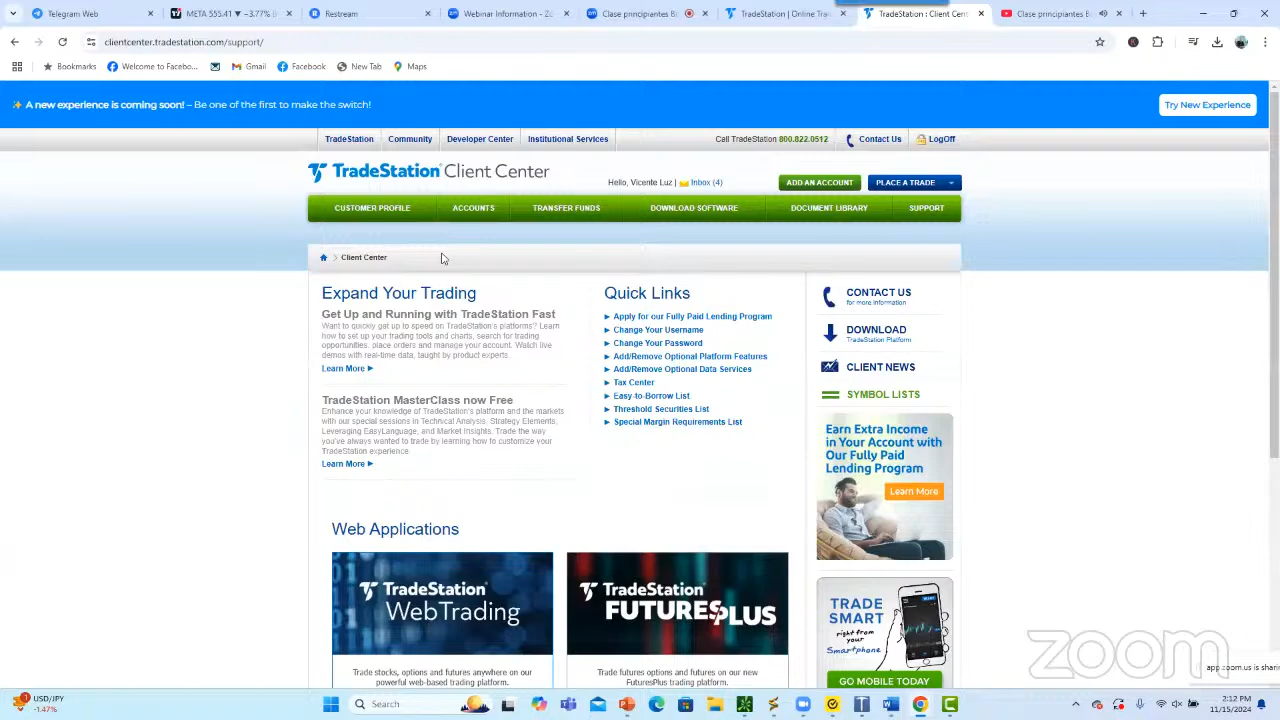 Telegram Web
META 5554
TradeStation | Online Tra
TradeStation : Client Cen
Clase principiantes E
clientcenter.tradestation.com/support/
Bookmarks
Welcome to Facebo...
Gmail
Facebook
New Tab
Maps
A new experience is coming soon! – Be one of the first to make the switch!
Try New Experience
TradeStation
Community
Developer Center
Institutional Services
Call TradeStation 800.822.0512
Contact Us
LogOff
TradeStation Client Center
Hello, Vicente Luz | Inbox (4)
ADD AN ACCOUNT
PLACE A TRADE
CUSTOMER PROFILE
ACCOUNTS
TRANSFER FUNDS
DOWNLOAD SOFTWARE
DOCUMENT LIBRARY
SUPPORT
Client Center
Expand Your Trading
Get Up and Running with TradeStation Fast
Want to quickly get up to speed on TradeStation's platforms? Learn
how to set up your trading tools and charts, search for trading
opportunities, place orders and manage your account. Watch live
demos with real-time data, taught by product experts.
Learn More
TradeStation MasterClass now Free
Enhance your knowledge of TradeStation's platform and the markets
with our special sessions in Technical Analysis, Strategy Elements,
Leveraging EasyLanguage, and Market Insights. Trade the way
you've always wanted to trade by learning how to customize your
TradeStation experience
Learn More
Quick Links
Apply for our Fully Paid Lending Program
Change Your Username
Change Your Password
Add/Remove Optional Platform Features
Add/Remove Optional Data Services
Tax Center
Easy-to-Borrow List
Threshold Securities List
Special Margin Requirements List
CONTACT US
for more information
DOWNLOAD
TradeStation Platform
CLIENT NEWS
SYMBOL LISTS
Earn Extra Income
in Your Account with
Our Fully Paid
Lending Program
Learn More
Web Applications
TradeStation
WebTrading
Trade stocks, options and futures anywhere on our
powerful web-based trading platform.
TradeStation
FUTURESPLUS
Trade futures options and futures on our new
FuturesPlus trading platform.
TRADE
SMART
right from
your
Smartphone
GO MOBILE TODAY
zoom
app.zoom.us is sharin
USD/JPY
-1.47%
Search
2:12 PM
11/15/2024